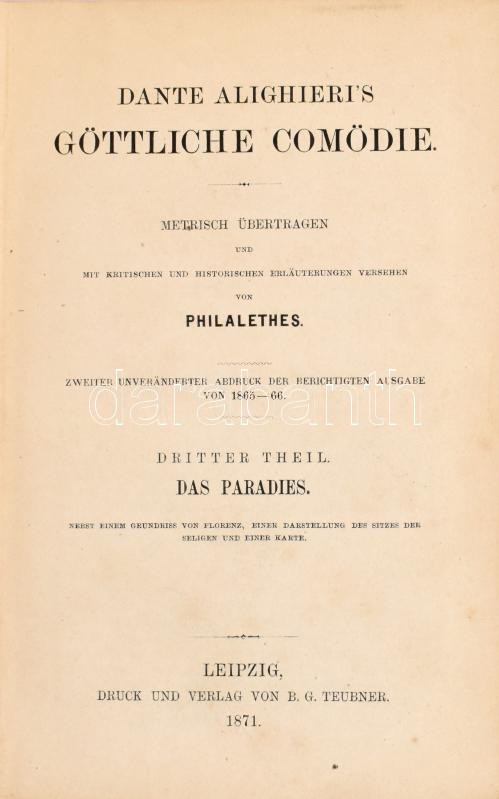 DANTE ALIGHIERI'S
GÖTTLICHE COMÖDIE.
METRISCH ÜBERTRAGEN
UND
MIT KRITISCHEN UND HISTORISCHEN ERLÄUTERUNGEN VERSEHEN
VON
PHILALETHES.
ZWEITER UNVERÄNDERTER ABDRUCK DER BERICHTIGTEN AUSGABE
VON 1865—66.
darabanth
DRITTER THEIL.
DAS PARADIES.
NEBST EINEM GRUNDRISS VON FLORENZ, EINER DARSTELLUNG DES SITZES DER
SELIGEN UND EINER KARTE.
LEIPZIG,
DRUCK UND VERLAG VON B. G. TEUBNER.
1871.